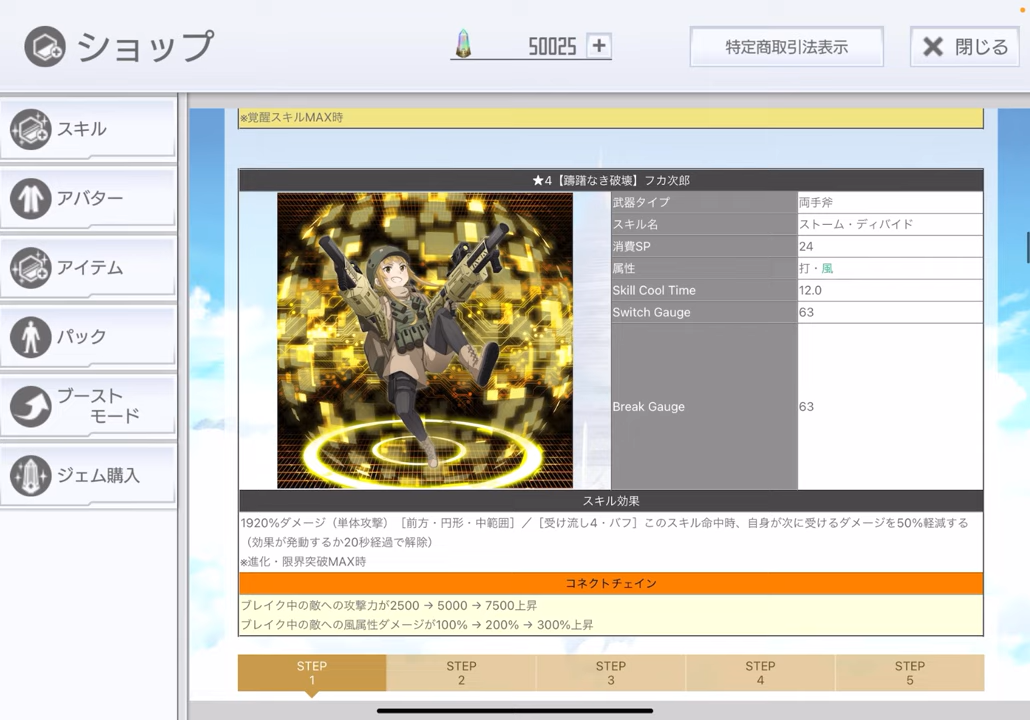 ショップ
50025
特定商取引法表示
閉じる
スキル
アバター
アイテム
パック
ブースト
モード
ジェム購入
※覚醒スキルMAX時
★4【躊躇なき破壊】フカ次郎
武器タイプ 両手斧
スキル名 ストーム・ディバイド
消費SP 24
属性 打・風
Skill Cool Time 12.0
Switch Gauge 63
Break Gauge 63
スキル効果
1920%ダメージ（単体攻撃）［前方・円形・中範囲］／［受け流し4・バフ］このスキル命中時、自身が次に受けるダメージを50%軽減する
（効果が発動するか20秒経過で解除）
※進化・限界突破MAX時
コネクトチェイン
ブレイク中の敵への攻撃力が2500 → 5000 → 7500上昇
ブレイク中の敵への風属性ダメージが100% → 200% → 300%上昇
STEP 1
STEP 2
STEP 3
STEP 4
STEP 5